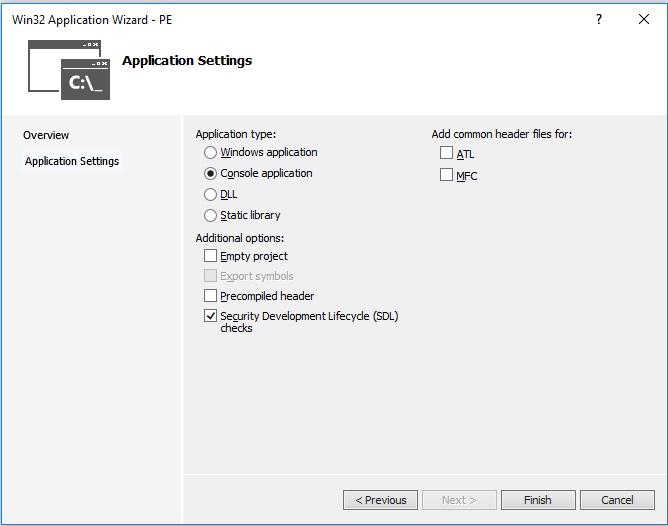 Win32 Application Wizard - PE
?
C:\_
Application Settings
Overview
Application Settings
Application type:
Windows application
Console application
DLL
Static library
Additional options:
Empty project
Export symbols
Precompiled header
Security Development Lifecycle (SDL)
checks
Add common header files for:
ATL
MFC
< Previous
Next >
Finish
Cancel